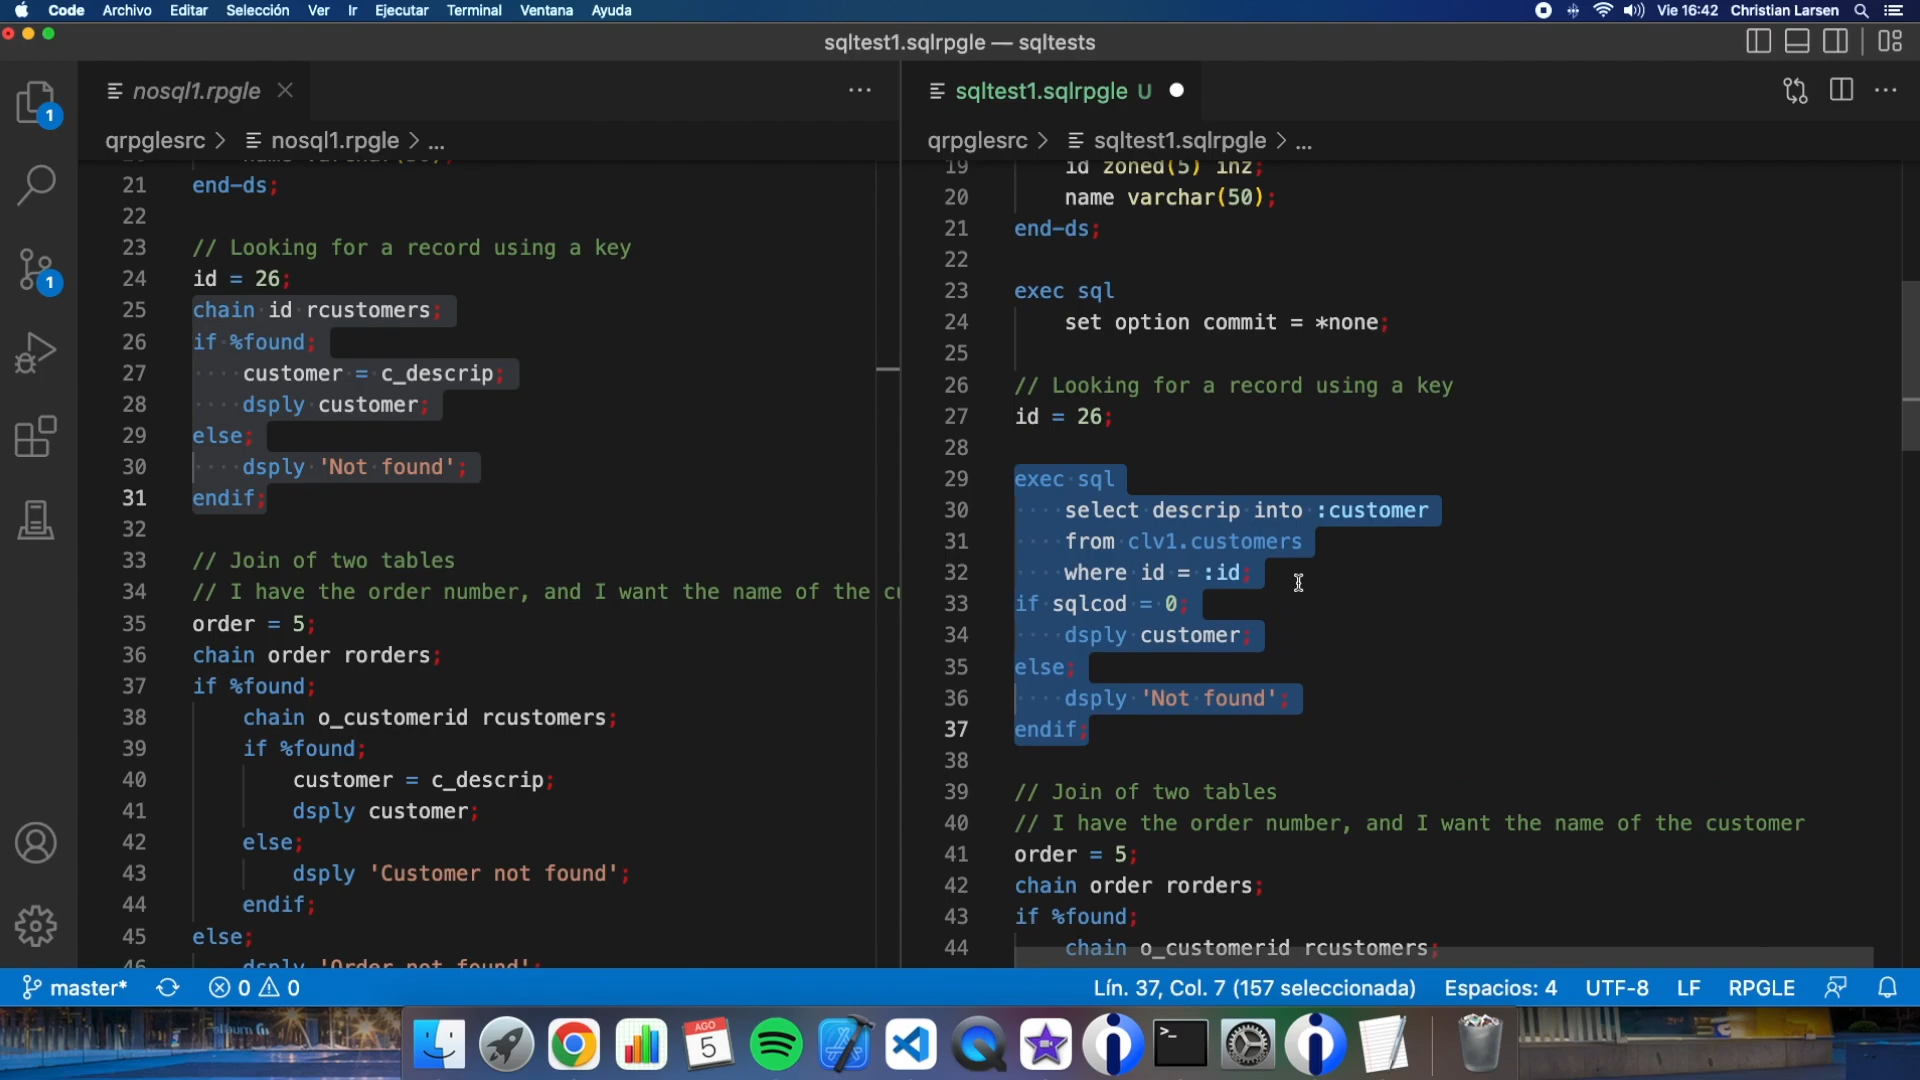 Code Archivo Editar Selección Ver Ir Ejecutar Terminal Ventana Ayuda Vie 16:42 Christian Larsen
sqltest1.sqlrpgle — sqltests
nosql1.rpgle
qrpglesrc > nosql1.rpgle > ...
21 end-ds;
22
23 // Looking for a record using a key
24 id = 26;
25 chain id rcustomers;
26 if %found;
27 customer = c_descrip;
28 dsply customer;
29 else;
30 dsply 'Not found';
31 endif;
32
33 // Join of two tables
34 // I have the order number, and I want the name of the
35 order = 5;
36 chain order rorders;
37 if %found;
38 chain o_customerid rcustomers;
39 if %found;
40 customer = c_descrip;
41 dsply customer;
42 else;
43 dsply 'Customer not found';
44 endif;
45 else;
46 dsply 'Order not found';
sqltest1.sqlrpgle U
qrpglesrc > sqltest1.sqlrpgle > ...
19 id zoned(5) inz;
20 name varchar(50);
21 end-ds;
22
23 exec sql
24 set option commit = *none;
25
26 // Looking for a record using a key
27 id = 26;
28
29 exec sql
30 select descrip into :customer
31 from clv1.customers
32 where id = :id;
33 if sqlcod = 0;
34 dsply customer;
35 else;
36 dsply 'Not found';
37 endif;
38
39 // Join of two tables
40 // I have the order number, and I want the name of the customer
41 order = 5;
42 chain order rorders;
43 if %found;
44 chain o_customerid rcustomers;
1
1
master* 0 0 Lín. 37, Col. 7 (157 seleccionada) Espacios: 4 UTF-8 LF RPGLE
AGO
5